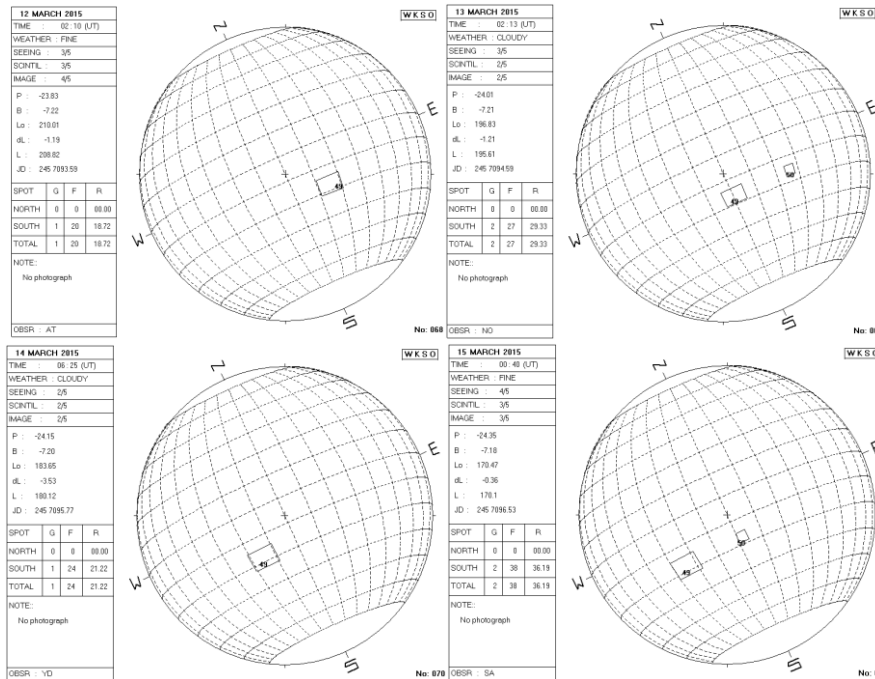 12 MARCH 2015
TIME : 02:10 (UT)
WEATHER : FINE
SEEING : 3/5
SCINTIL : 3/5
IMAGE : 4/5
P : -23.83
B : -7.22
Lo : 210.01
dL : -1.19
L : 208.82
JD : 245 7093.59
SPOT G F R
NORTH 0 0 00.00
SOUTH 1 20 18.72
TOTAL 1 20 18.72
NOTE:
No photograph
OBSR : AT
WKSO
N
E
W
S
49
No: 068
13 MARCH 2015
TIME : 02:13 (UT)
WEATHER : CLOUDY
SEEING : 3/5
SCINTIL : 2/5
IMAGE : 2/5
P : -24.01
B : -7.21
Lo : 196.83
dL : -1.21
L : 195.61
JD : 245 7094.59
SPOT G F R
NORTH 0 0 00.00
SOUTH 2 27 29.33
TOTAL 2 27 29.33
NOTE:
No photograph
OBSR : NO
WKSO
N
E
W
S
50
49
14 MARCH 2015
TIME : 06:25 (UT)
WEATHER : CLOUDY
SEEING : 2/5
SCINTIL : 2/5
IMAGE : 2/5
P : -24.15
B : -7.20
Lo : 183.65
dL : -3.53
L : 180.12
JD : 245 7095.77
SPOT G F R
NORTH 0 0 00.00
SOUTH 1 24 21.22
TOTAL 1 24 21.22
NOTE:
No photograph
OBSR : YD
WKSO
N
E
W
S
49
No: 070
15 MARCH 2015
TIME : 00:40 (UT)
WEATHER : FINE
SEEING : 4/5
SCINTIL : 3/5
IMAGE : 3/5
P : -24.35
B : -7.18
Lo : 170.47
dL : -0.36
L : 170.1
JD : 245 7096.53
SPOT G F R
NORTH 0 0 00.00
SOUTH 2 38 36.19
TOTAL 2 38 36.19
NOTE:
No photograph
OBSR : SA
WKSO
N
W
S
50
49